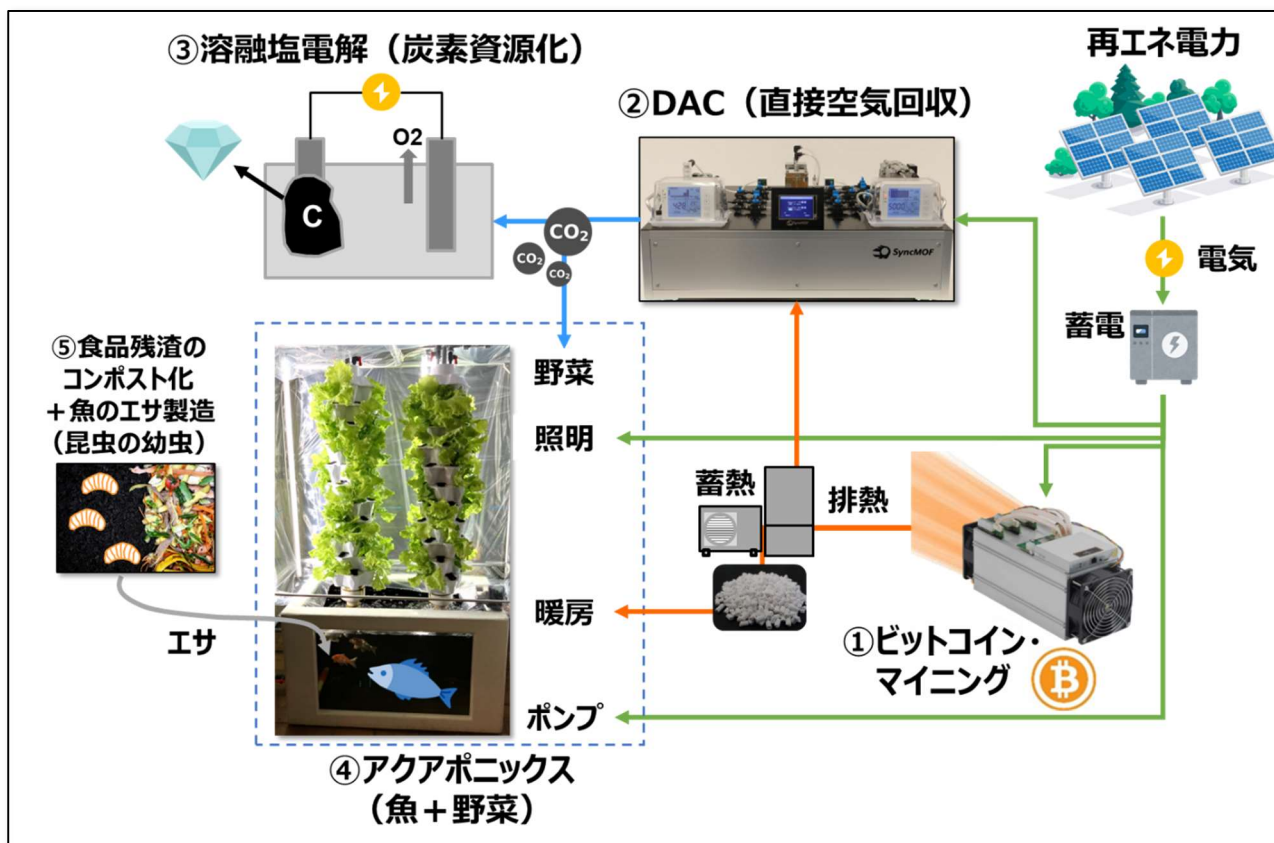 ③溶融塩電解（炭素資源化）
O2
C
CO₂
CO₂
CO₂
②DAC（直接空気回収）
SyncMOF
再エネ電力
電気
蓄電
⑤食品残渣の
コンポスト化
＋魚のエサ製造
（昆虫の幼虫）
エサ
野菜
照明
暖房
ポンプ
④アクアポニックス
（魚＋野菜）
蓄熱
排熱
①ビットコイン・
マイニング